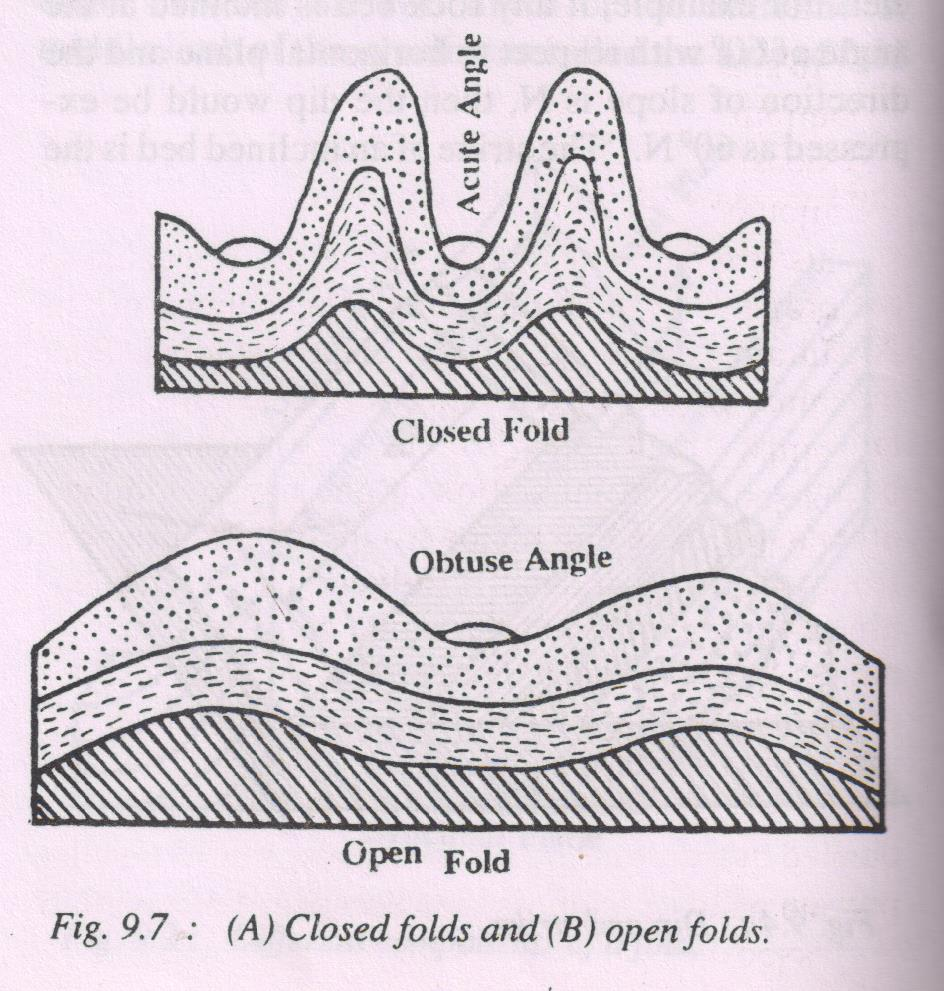 Acute Angle
Closed Fold
Obtuse Angle
Open Fold
Fig. 9.7 : (A) Closed folds and (B) open folds.